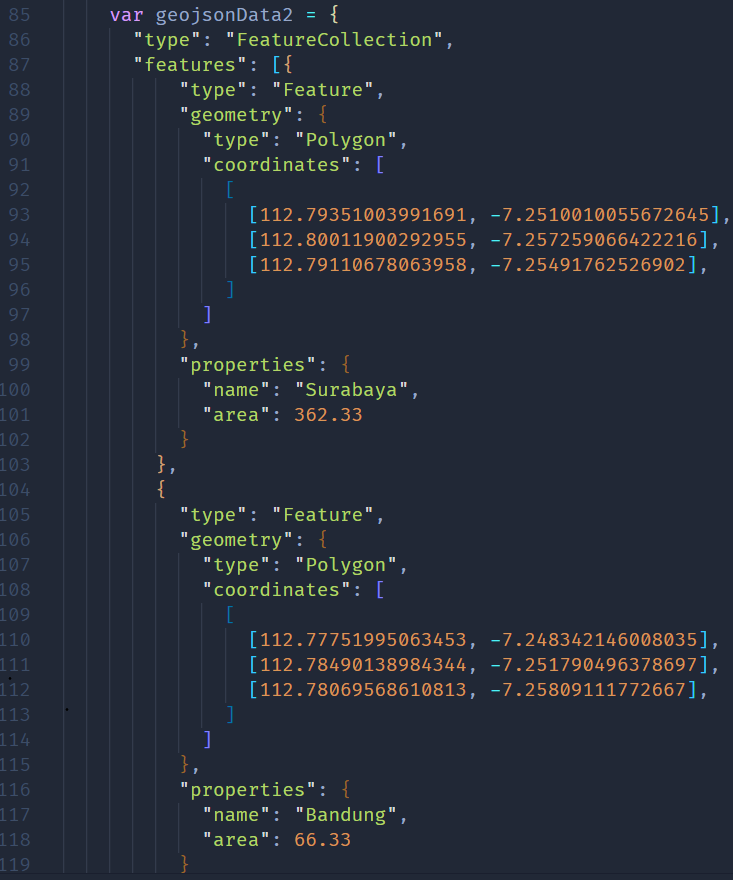 85 var geojsonData2 = {
86 "type": "FeatureCollection",
87 "features": [{
88 "type": "Feature",
89 "geometry": {
90 "type": "Polygon",
91 "coordinates": [
92 [
93 [112.79351003991691, -7.2510010055672645],
94 [112.80011900292955, -7.257259066422216],
95 [112.79110678063958, -7.25491762526902],
96 ]
97 ]
98 },
99 "properties": {
100 "name": "Surabaya",
101 "area": 362.33
102 }
103 },
104 {
105 "type": "Feature",
106 "geometry": {
107 "type": "Polygon",
108 "coordinates": [
109 [
110 [112.77751995063453, -7.248342146008035],
111 [112.78490138984344, -7.251790496378697],
112 [112.78069568610813, -7.25809111772667],
113 ]
114 ]
115 },
116 "properties": {
117 "name": "Bandung",
118 "area": 66.33
119 }